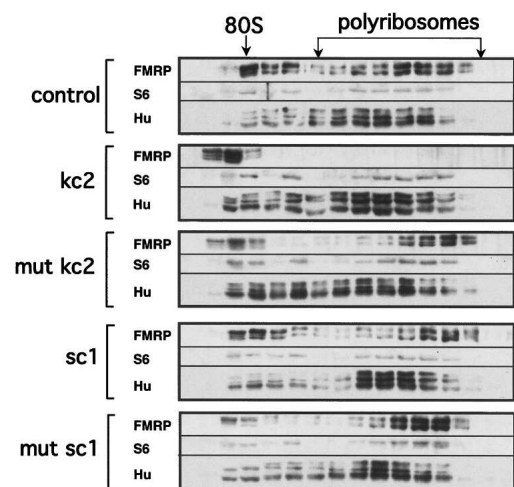 80S polyribosomes
FMRP
control S6
Hu
FMRP
kc2 S6
Hu
FMRP
mut kc2 S6
Hu
FMRP
sc1 S6
Hu
FMRP
mut sc1 S6
Hu